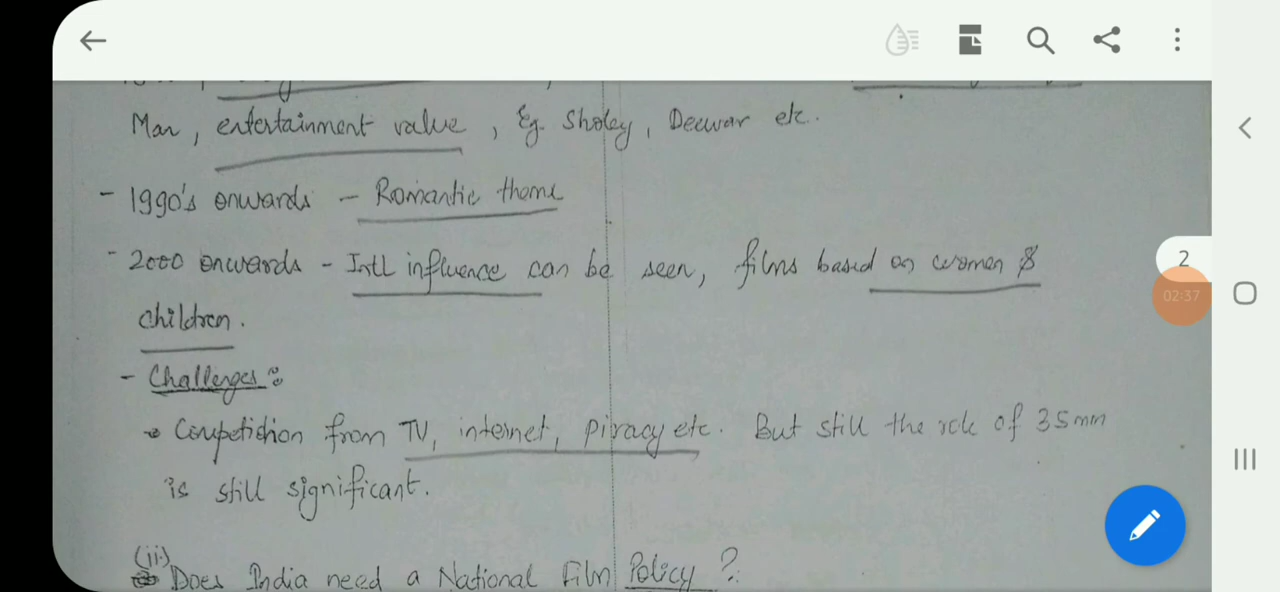 Man, entertainment value, Eg. Sholey, Deewar etc.
- 1990's onwards - Romantic theme
- 2000 onwards - Intl influence can be seen, films based on women &
children.
2
02:37
- Challenges :
Competition from TV, internet, piracy etc. But still the role of 35mm
is still significant.
(ii)
Does India need a National Film Policy ?